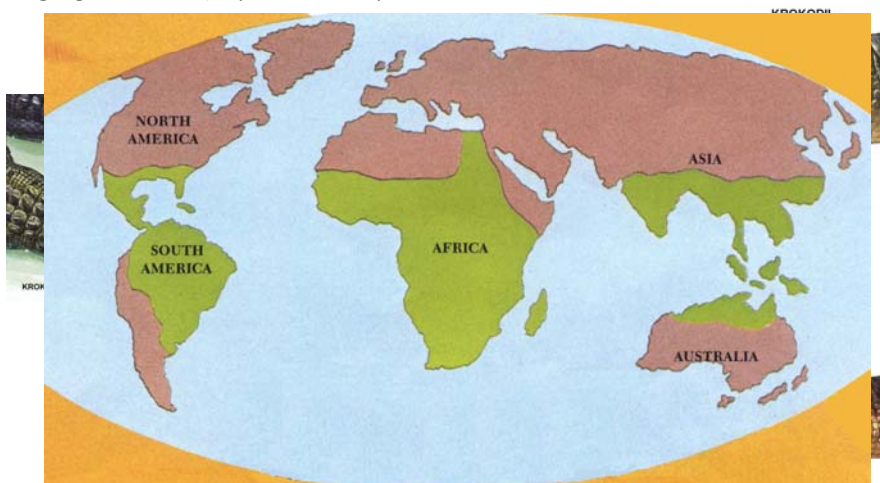 KROKODIL
NORTH
AMERICA
ASIA
SOUTH
AMERICA
AFRICA
AUSTRALIA